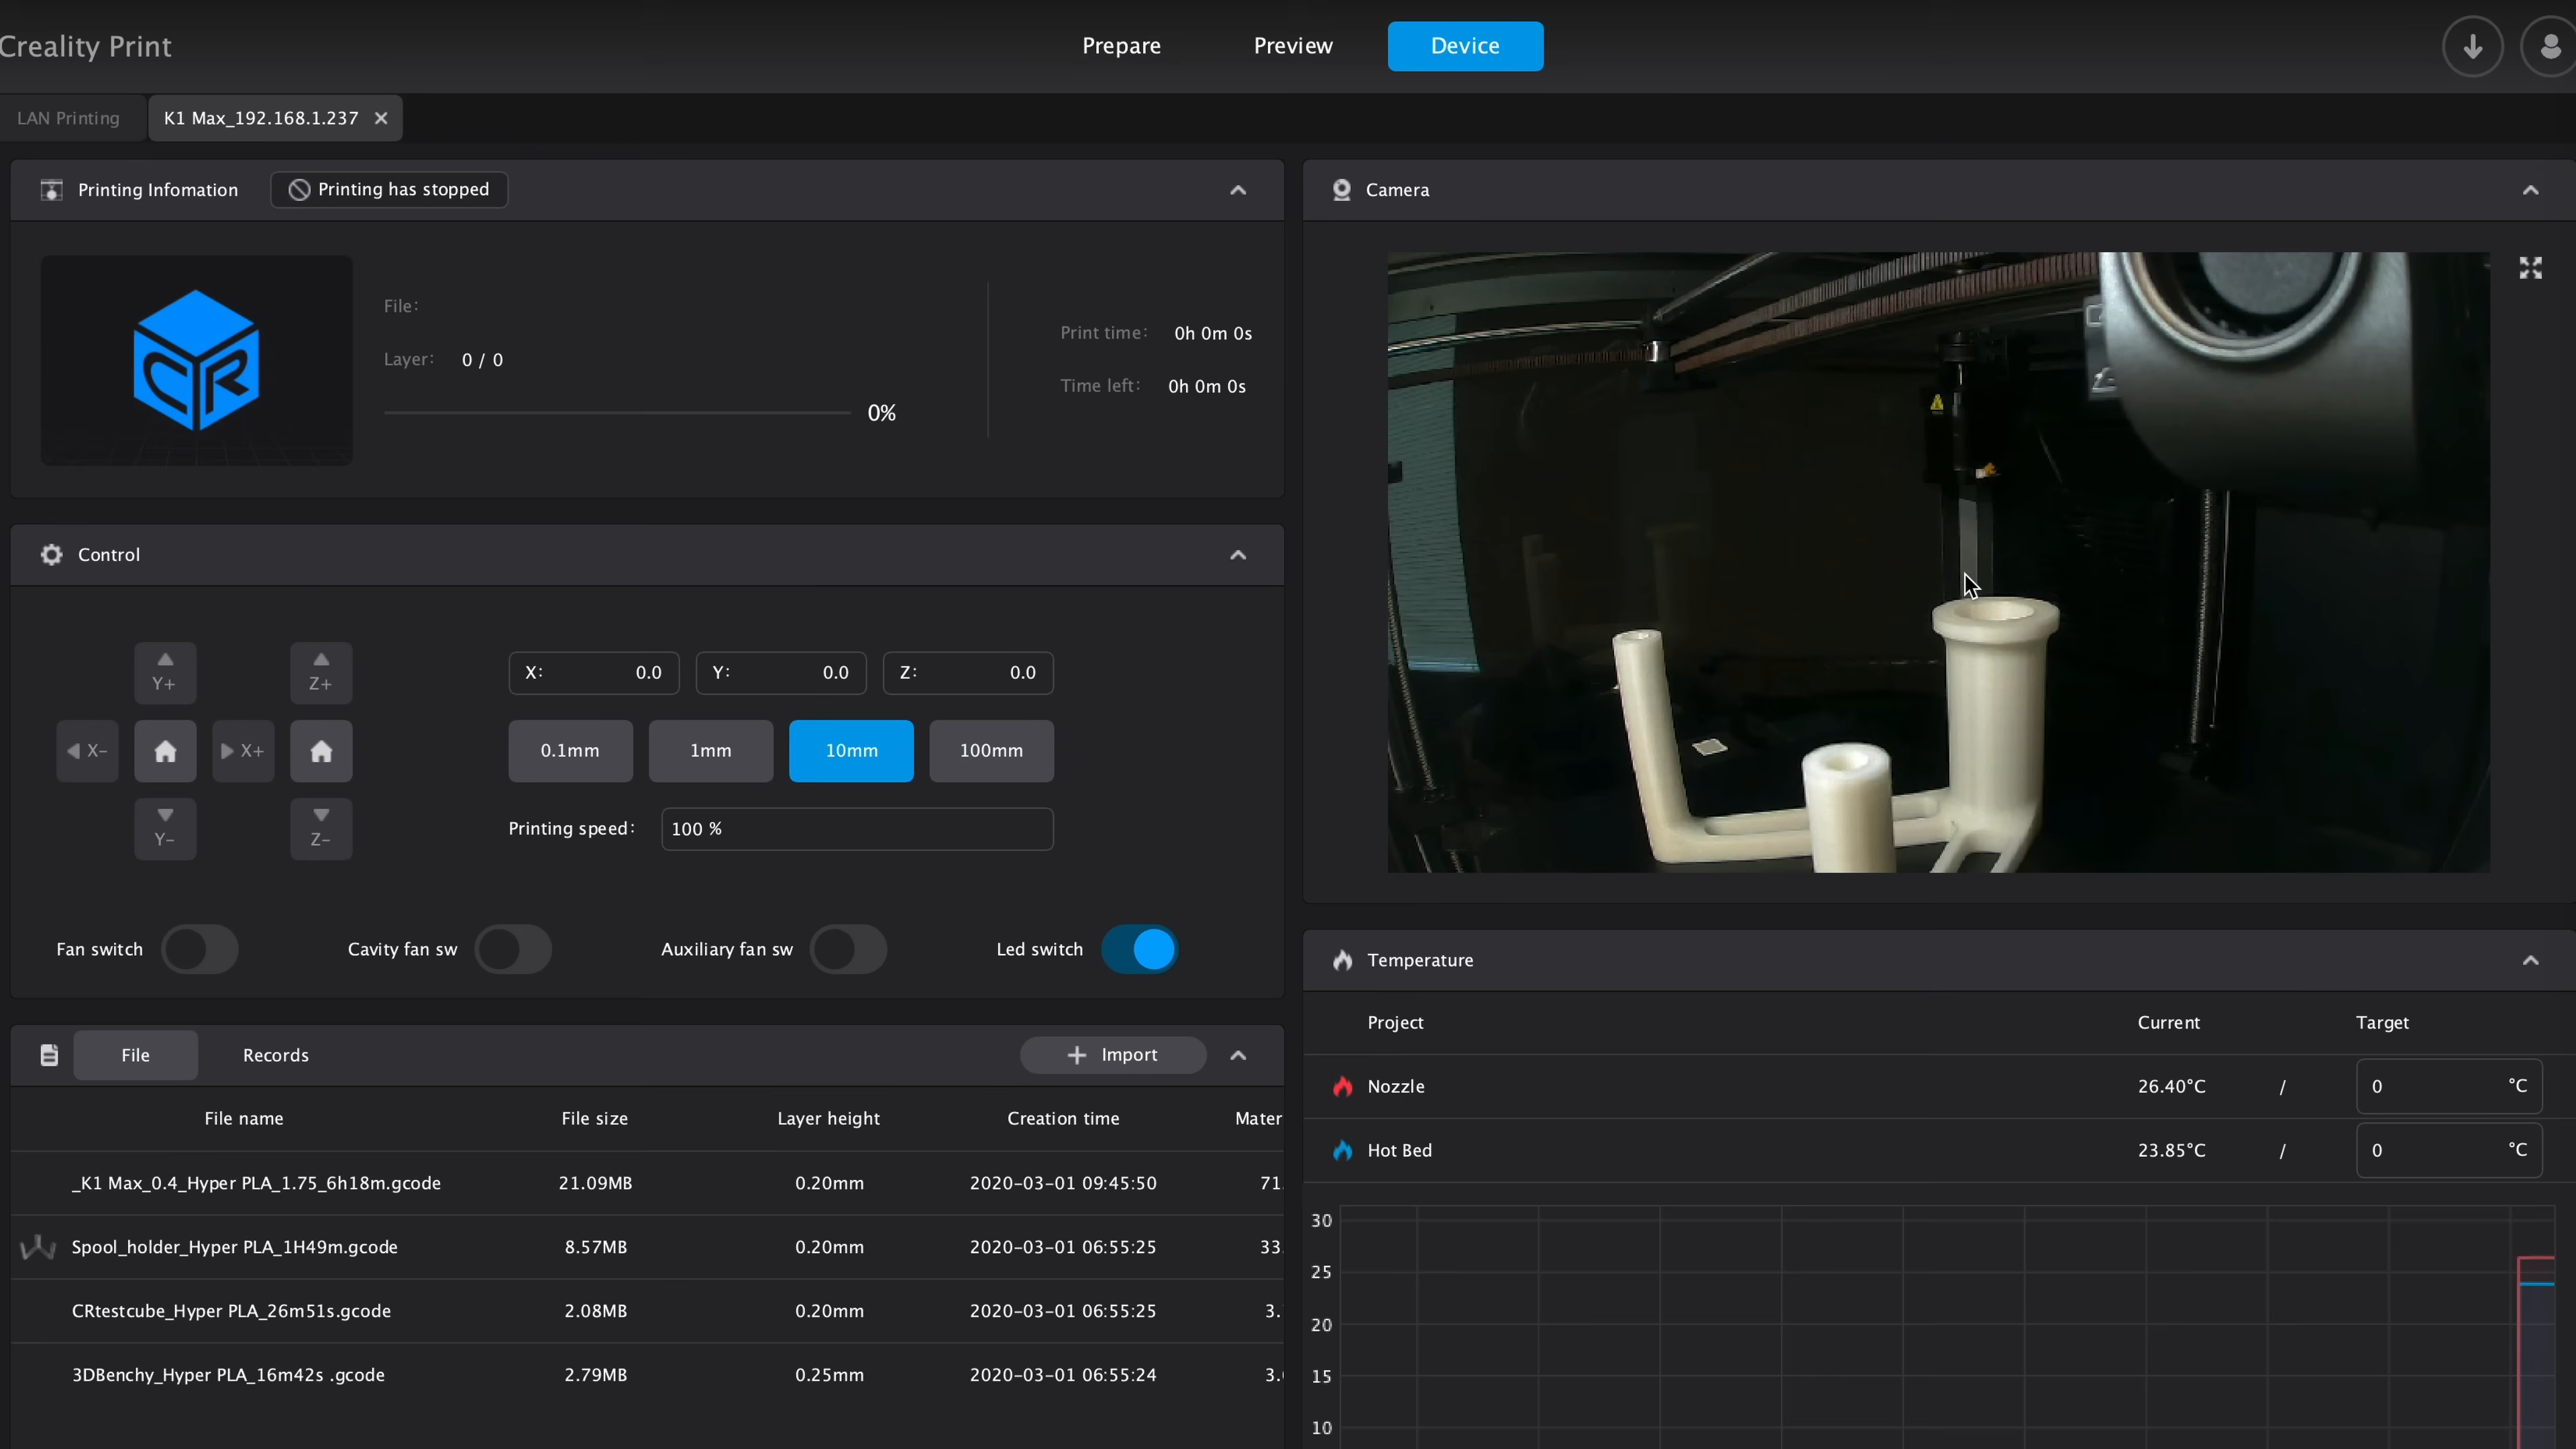 Creality Print
Prepare
Preview
Device
LAN Printing
K1 Max_192.168.1.237
Printing Infomation
Printing has stopped
Camera
CR
File:
Layer: 0 / 0
0%
Print time: 0h 0m 0s
Time left: 0h 0m 0s
Control
Y+
Z+
X-
X+
Y-
Z-
X: 0.0
Y: 0.0
Z: 0.0
0.1mm
1mm
10mm
100mm
Printing speed: 100 %
Fan switch
Cavity fan sw
Auxiliary fan sw
Led switch
Temperature
Project Current Target
Nozzle 26.40°C / 0 °C
Hot Bed 23.85°C / 0 °C
30
25
20
15
10
File
Records
Import
File name File size Layer height Creation time Mater
_K1 Max_0.4_Hyper PLA_1.75_6h18m.gcode 21.09MB 0.20mm 2020-03-01 09:45:50 71.
Spool_holder_Hyper PLA_1H49m.gcode 8.57MB 0.20mm 2020-03-01 06:55:25 33.
CRtestcube_Hyper PLA_26m51s.gcode 2.08MB 0.20mm 2020-03-01 06:55:25 3.
3DBenchy_Hyper PLA_16m42s .gcode 2.79MB 0.25mm 2020-03-01 06:55:24 3.